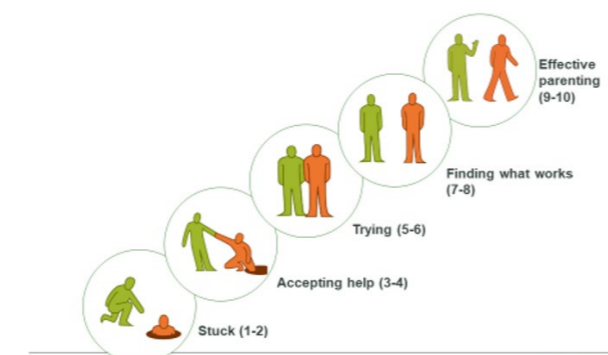 Effective
parenting
(9-10)
Finding what works
(7-8)
Trying (5-6)
Accepting help (3-4)
Stuck (1-2)